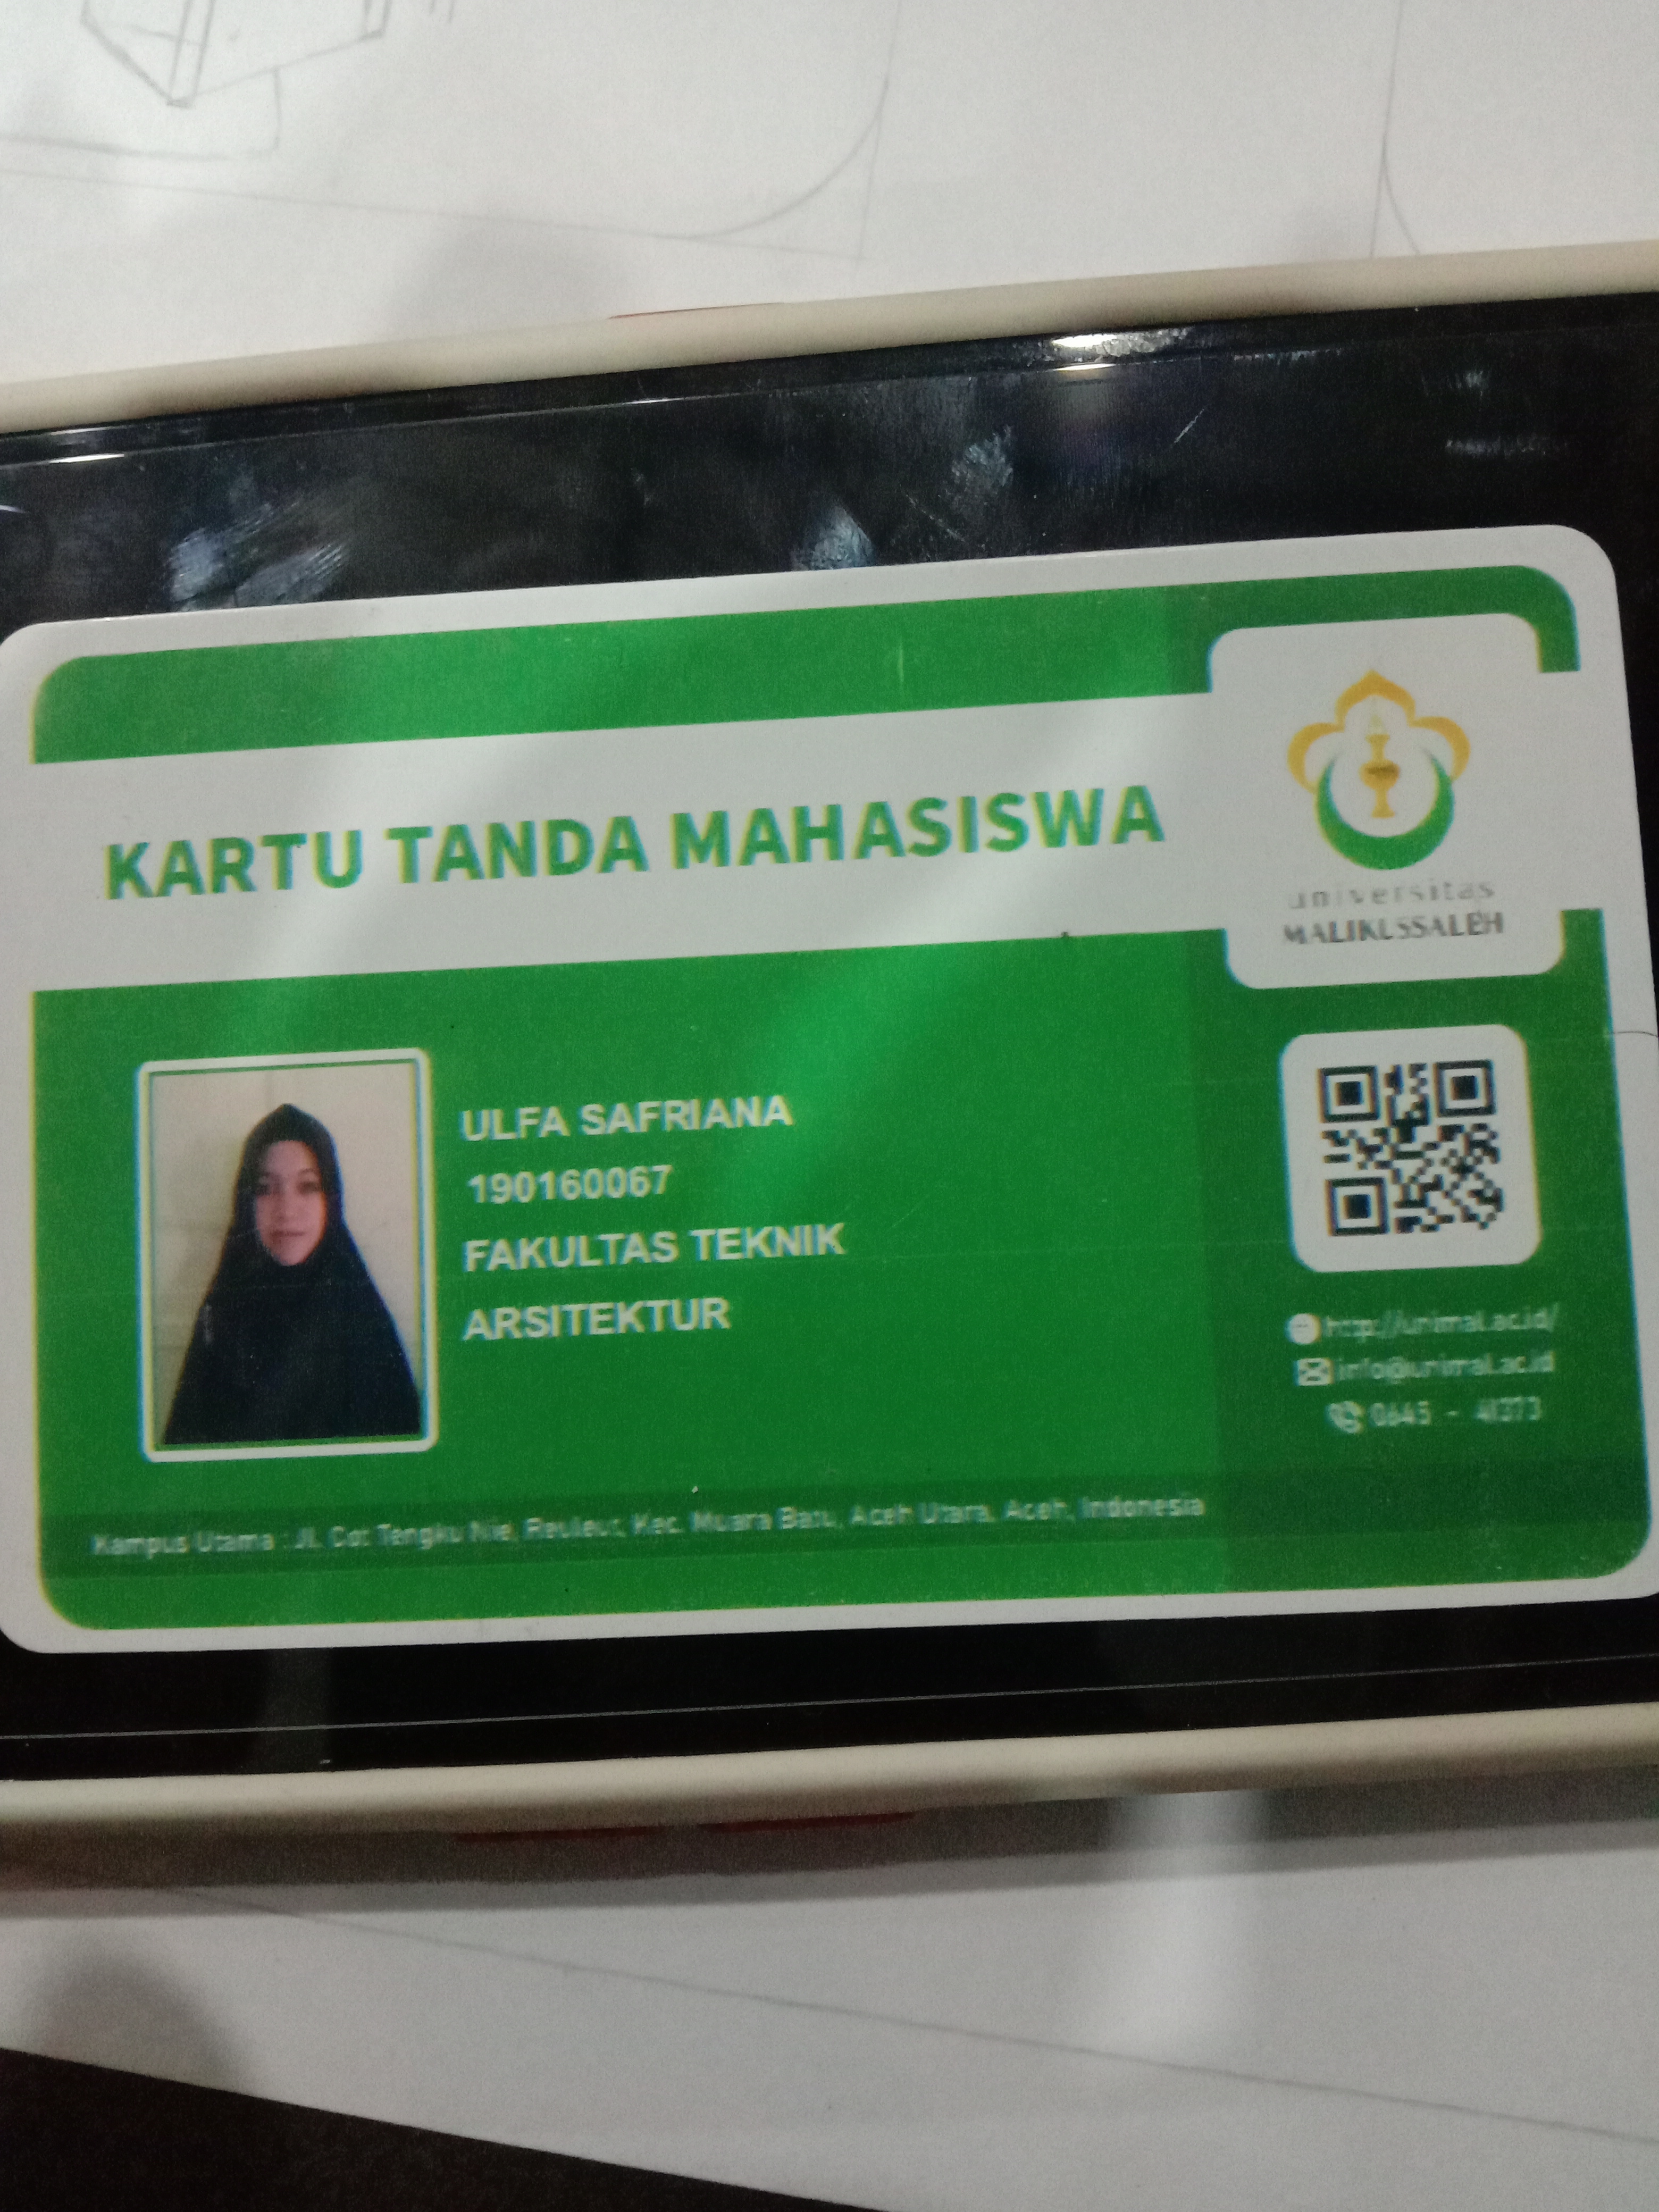 KARTU TANDA MAHASISWA
universitas
MALIKUSSALEH
ULFA SAFRIANA
190160067
FAKULTAS TEKNIK
ARSITEKTUR
http://unimal.ac.id/
info@unimal.ac.id
0645 - 41373
Kampus Utama : Jl. Cot Tengku Nie, Reuleut, Kec. Muara Batu, Aceh Utara, Aceh, Indonesia